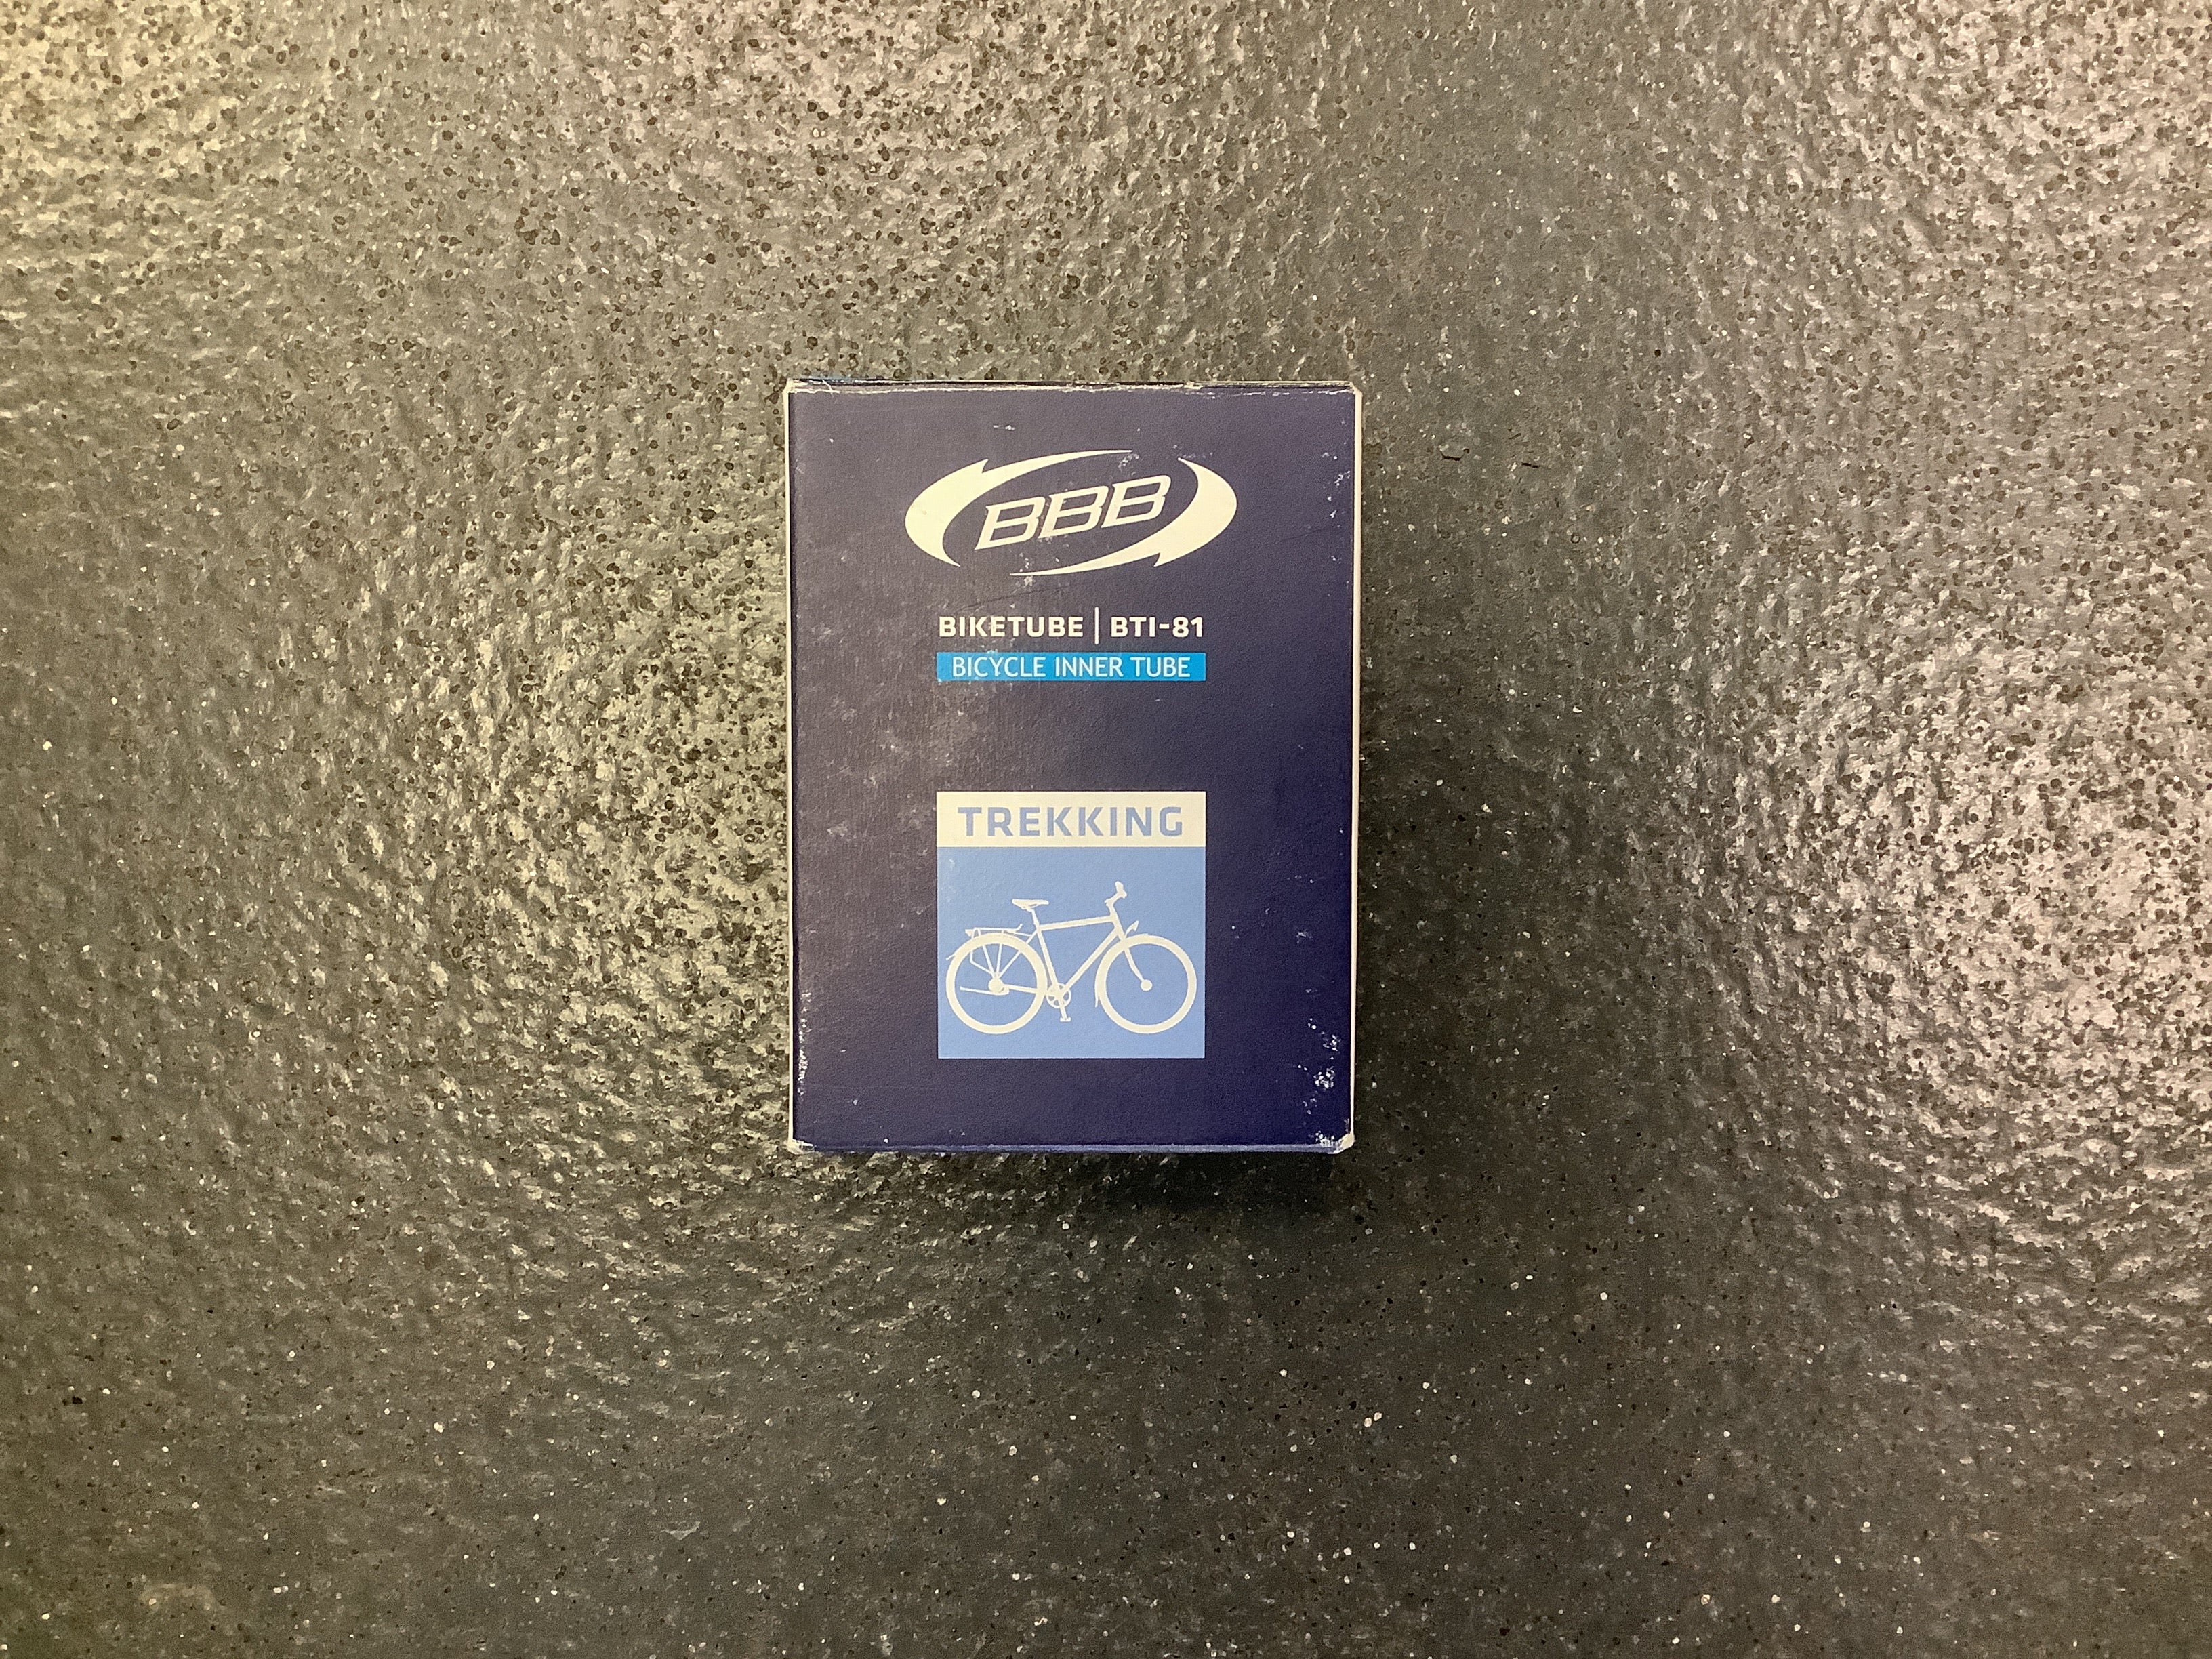 BBB
BIKETUBE | BTI-81
BICYCLE INNER TUBE
TREKKING